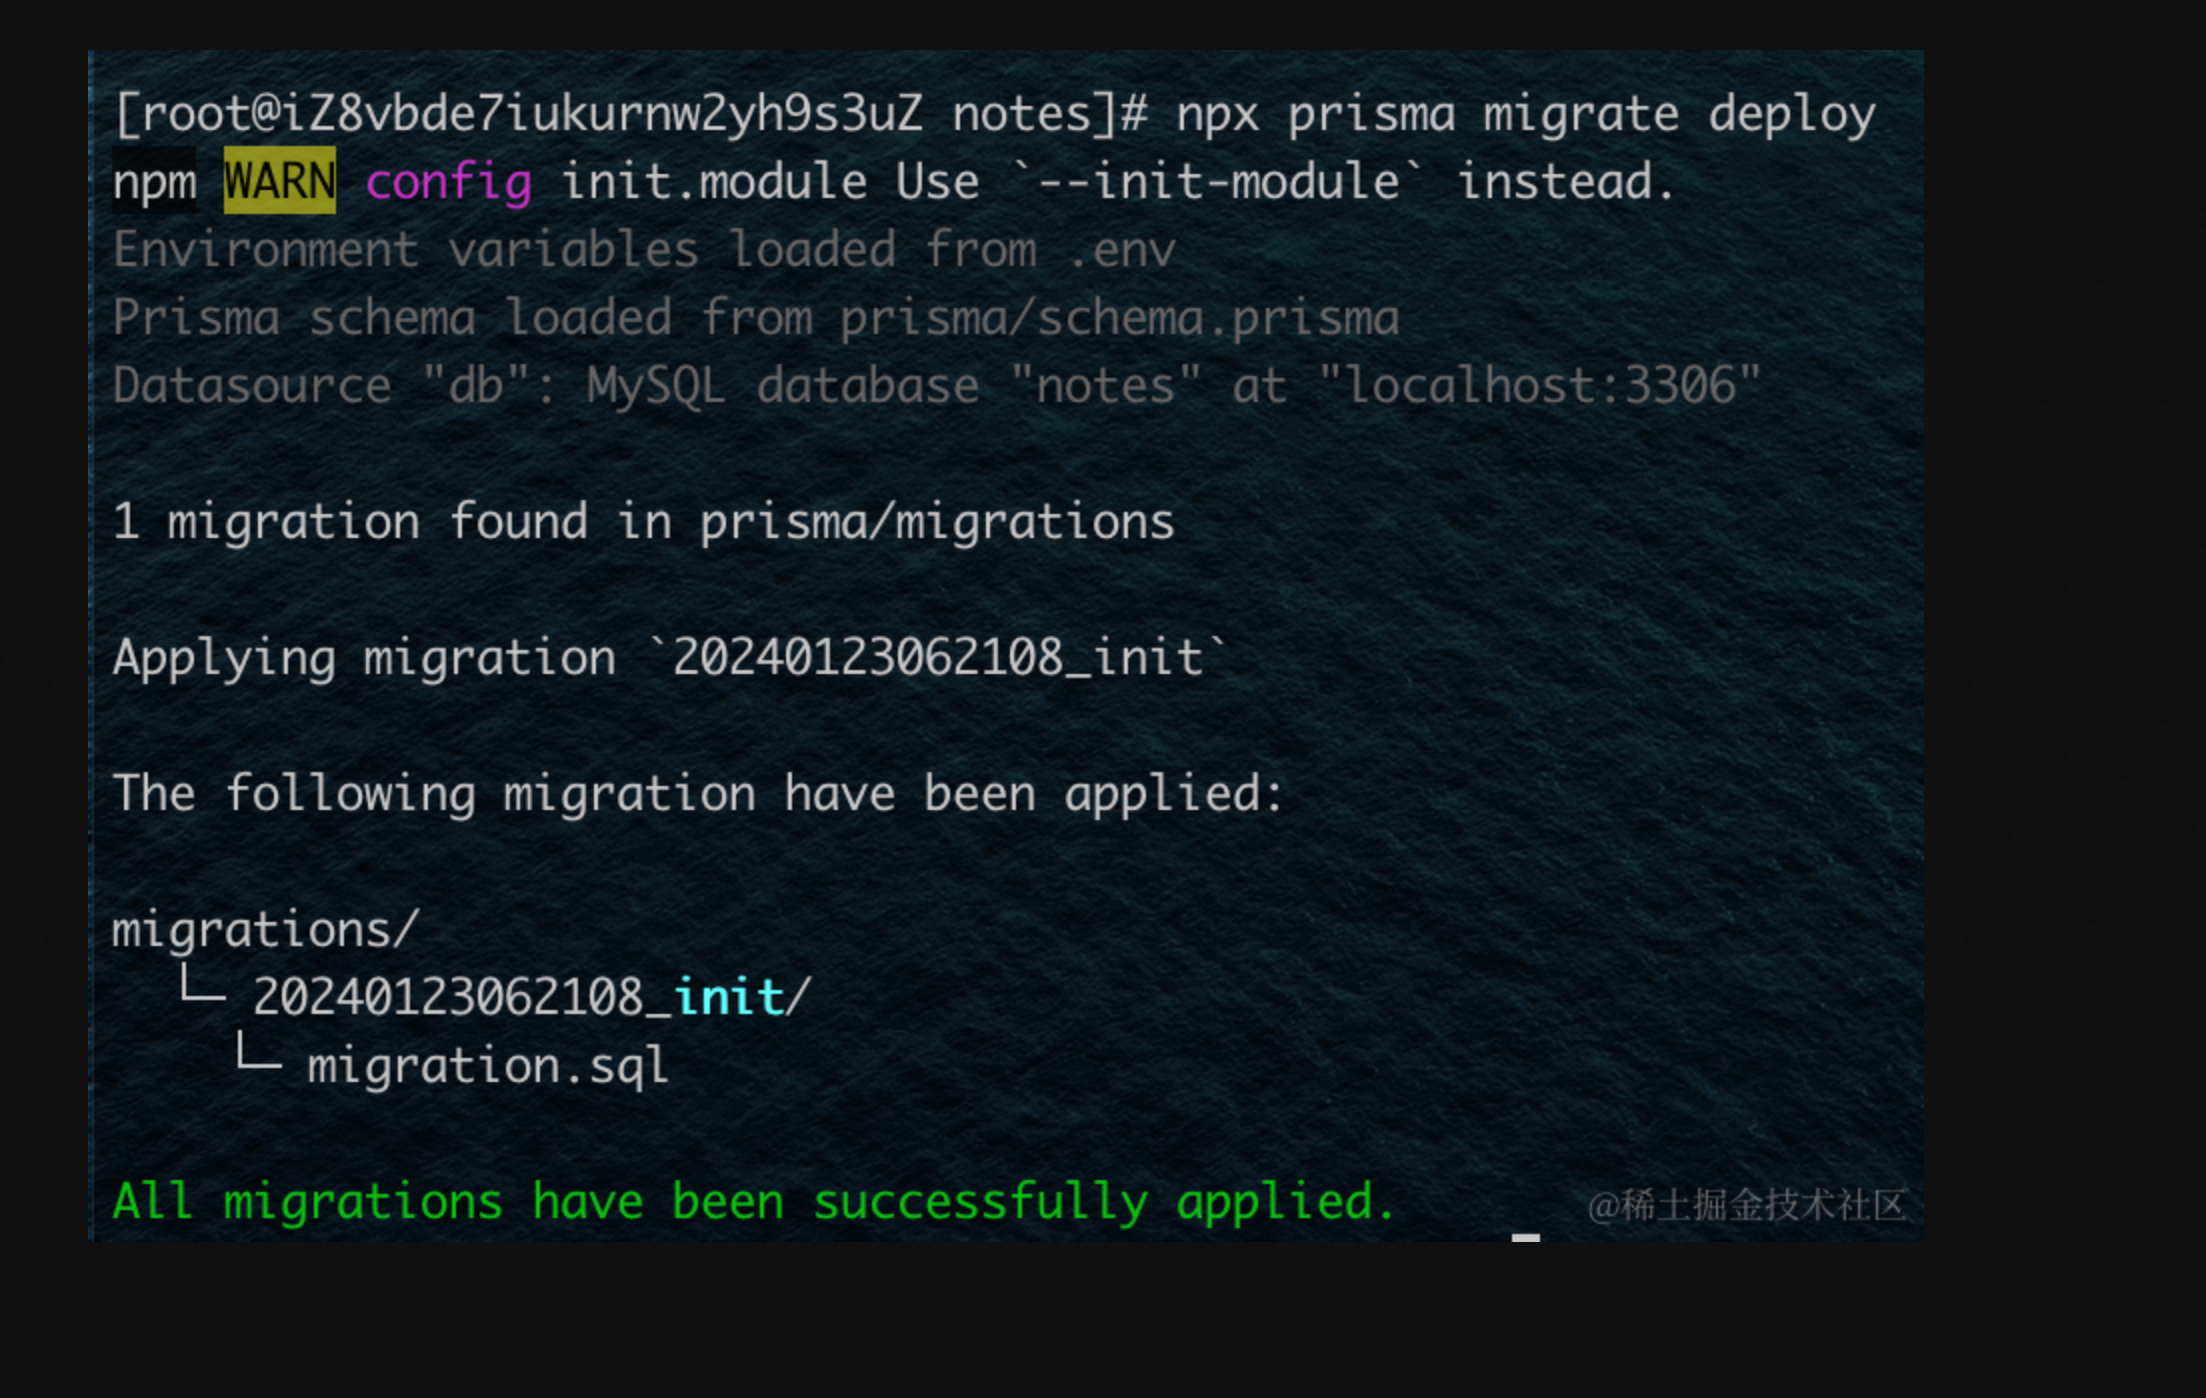 [root@iZ8vbde7iukurnw2yh9s3uZ notes]# npx prisma migrate deploy
npm WARN config init.module Use `--init-module` instead.
Environment variables loaded from .env
Prisma schema loaded from prisma/schema.prisma
Datasource "db": MySQL database "notes" at "localhost:3306"
1 migration found in prisma/migrations
Applying migration `20240123062108_init`
The following migration have been applied:
migrations/
└─ 20240123062108_init/
└─ migration.sql
All migrations have been successfully applied.
@稀土掘金技术社区